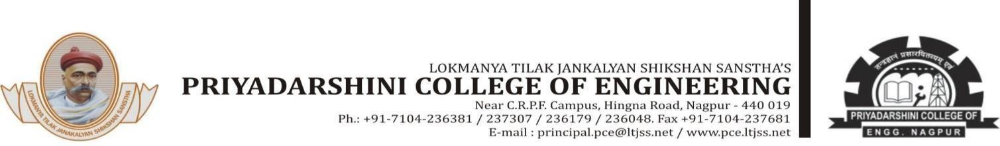 LOKMANYA TILAK JANAKALYAN SHIKSHAN SANSTHA
LOKMANYA TILAK JANKALYAN SHIKSHAN SANSTHA'S
PRIYADARSHINI COLLEGE OF ENGINEERING
Near C.R.P.F. Campus, Hingna Road, Nagpur - 440 019
Ph.: +91-7104-236381 / 237307 / 236179 / 236048. Fax +91-7104-237681
E-mail : principal.pce@ltjss.net / www.pce.ltjss.net
तन्त्रज्ञानं प्रसारयितव्यम् एवं
PRIYADARSHINI COLLEGE OF
ENGG. NAGPUR